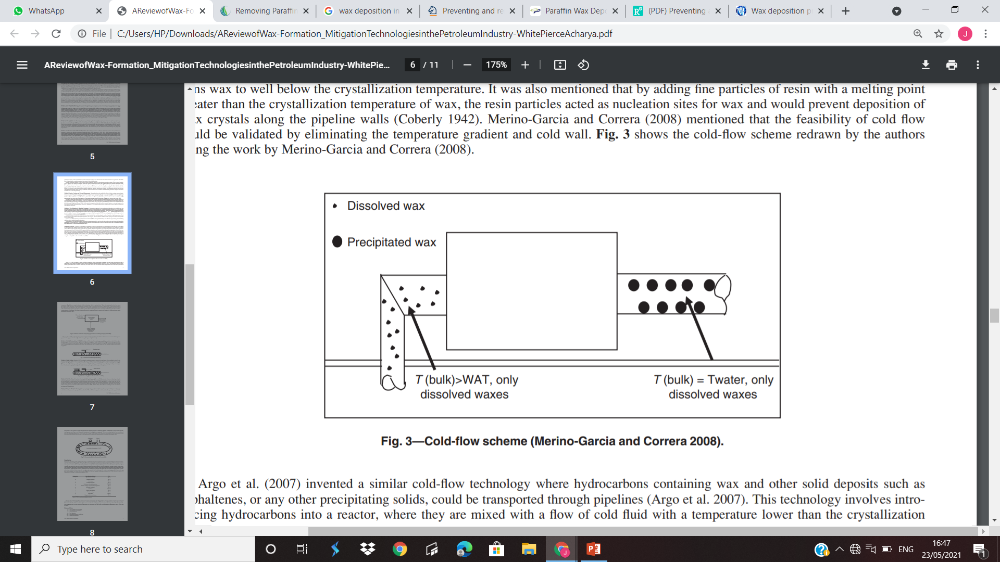 WhatsApp
AReviewofWax-Fo
Removing Paraffin
wax deposition in
Preventing and re
Paraffin Wax Depo
(PDF) Preventing
Wax deposition p
File
C:/Users/HP/Downloads/AReviewofWax-Formation_MitigationTechnologiesinthePetroleumIndustry-WhitePierceAcharya.pdf
J
AReviewofWax-Formation_MitigationTechnologiesinthePetroleumIndustry-WhitePie...
6 / 11
175%
5
6
7
8
ns wax to well below the crystallization temperature. It was also mentioned that by adding fine particles of resin with a melting point
eater than the crystallization temperature of wax, the resin particles acted as nucleation sites for wax and would prevent deposition of
x crystals along the pipeline walls (Coberly 1942). Merino-Garcia and Correra (2008) mentioned that the feasibility of cold flow
uld be validated by eliminating the temperature gradient and cold wall. Fig. 3 shows the cold-flow scheme redrawn by the authors
ng the work by Merino-Garcia and Correra (2008).
Dissolved wax
Precipitated wax
T (bulk)>WAT, only
dissolved waxes
T (bulk) = Twater, only
dissolved waxes
Fig. 3—Cold-flow scheme (Merino-Garcia and Correra 2008).
Argo et al. (2007) invented a similar cold-flow technology where hydrocarbons containing wax and other solid deposits such as
phaltenes, or any other precipitating solids, could be transported through pipelines (Argo et al. 2007). This technology involves intro-
cing hydrocarbons into a reactor, where they are mixed with a flow of cold fluid with a temperature lower than the crystallization
Type here to search
ENG
16:47
23/05/2021
1